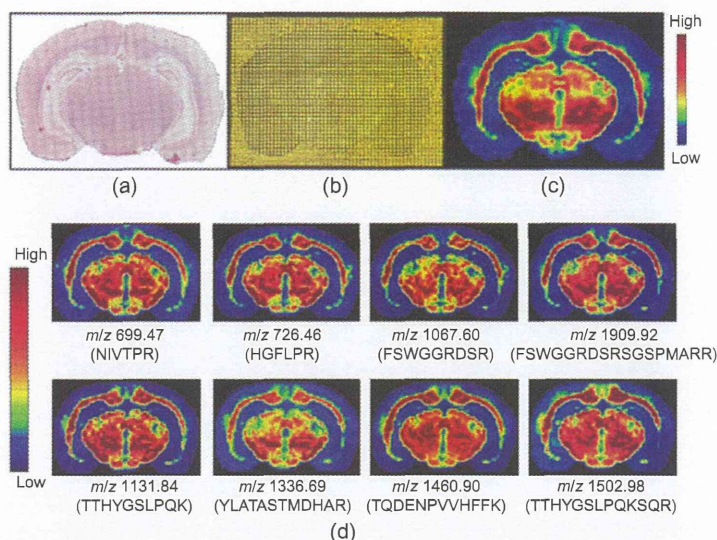 High
Low
(a)
(b)
(c)
High
Low
m/z 699.47
(NIVTPR)
m/z 726.46
(HGFLPR)
m/z 1067.60
(FSWGGRDSR)
m/z 1909.92
(FSWGGRDSRSGSPMARR)
m/z 1131.84
(TTHYGSLPQK)
m/z 1336.69
(YLATASTMDHAR)
m/z 1460.90
(TQDENPVVHFFK)
m/z 1502.98
(TTHYGSLPQKSQR)
(d)